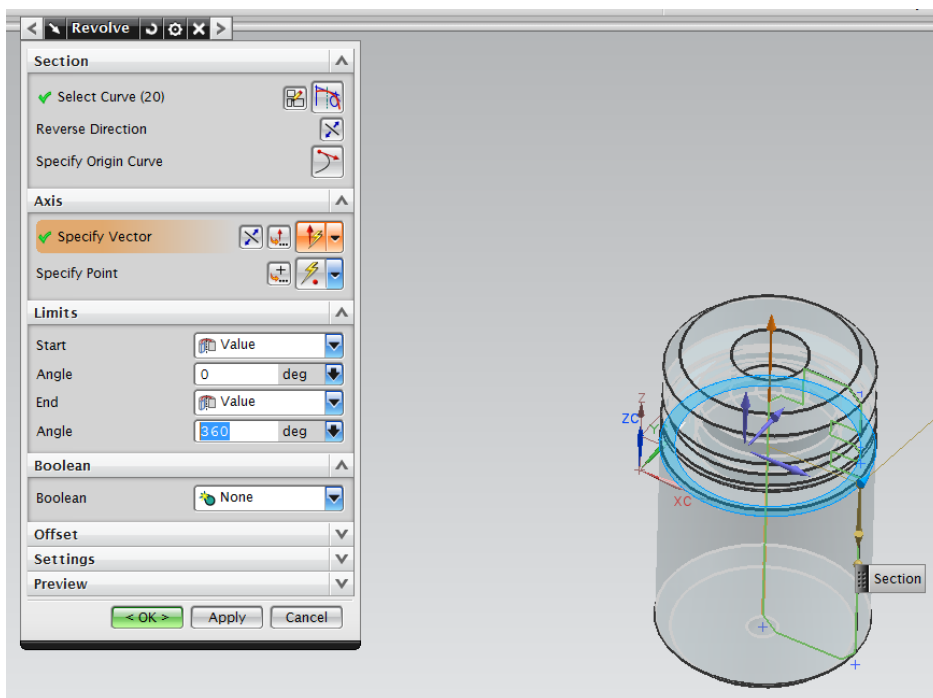 Revolve
Section
Select Curve (20)
Reverse Direction
Specify Origin Curve
Axis
Specify Vector
Specify Point
Limits
Start Value
Angle 0 deg
End Value
Angle 360 deg
Boolean
Boolean None
Offset
Settings
Preview
< OK > Apply Cancel
Z
ZC
Y
XC
Section